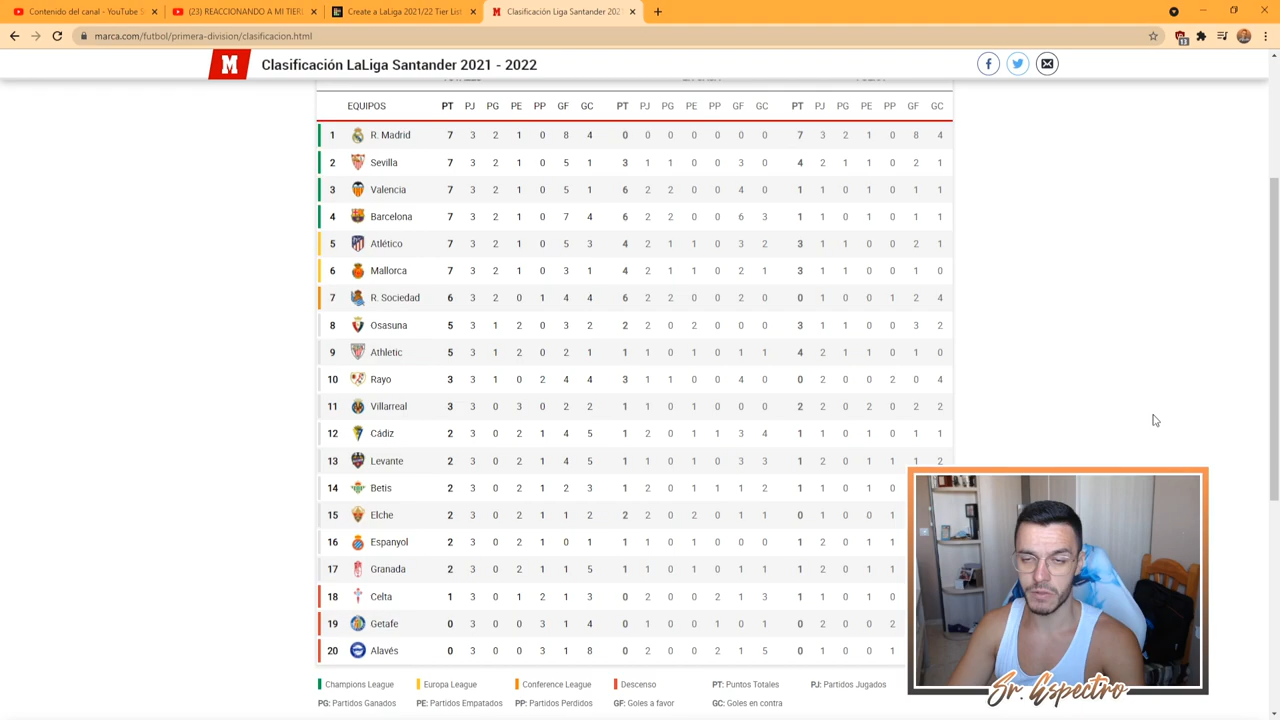 Contenido del canal - YouTube S
(23) REACCIONANDO A MI TIER
Create a LaLiga 2021/22 Tier List
Clasificación Liga Santander 202
marca.com/futbol/primera-division/clasificacion.html
13
M Clasificación LaLiga Santander 2021 - 2022
EQUIPOS PT PJ PG PE PP GF GC PT PJ PG PE PP GF GC PT PJ PG PE PP GF GC
1 R. Madrid 7 3 2 1 0 8 4 0 0 0 0 0 0 0 7 3 2 1 0 8 4
2 Sevilla 7 3 2 1 0 5 1 3 1 1 0 0 3 0 4 2 1 1 0 2 1
3 Valencia 7 3 2 1 0 5 1 6 2 2 0 0 4 0 1 1 0 1 0 1 1
4 Barcelona 7 3 2 1 0 7 4 6 2 2 0 0 6 3 1 1 0 1 0 1 1
5 Atlético 7 3 2 1 0 5 3 4 2 1 1 0 3 2 3 1 1 0 0 2 1
6 Mallorca 7 3 2 1 0 3 1 4 2 1 1 0 2 1 3 1 1 0 0 1 0
7 R. Sociedad 6 3 2 0 1 4 4 6 2 2 0 0 2 0 0 1 0 0 1 2 4
8 Osasuna 5 3 1 2 0 3 2 2 2 0 2 0 0 0 3 1 1 0 0 3 2
9 Athletic 5 3 1 2 0 2 1 1 1 0 1 0 1 1 4 2 1 1 0 1 0
10 Rayo 3 3 1 0 2 4 4 3 1 1 0 0 4 0 0 2 0 0 2 0 4
11 Villarreal 3 3 0 3 0 2 2 1 1 0 1 0 0 0 2 2 0 2 0 2 2
12 Cádiz 2 3 0 2 1 4 5 1 2 0 1 1 3 4 1 1 0 1 0 1 1
13 Levante 2 3 0 2 1 4 5 1 1 0 1 0 3 3 1 2 0 1 1 1 2
14 Betis 2 3 0 2 1 2 3 1 2 0 1 1 1 2 1 1 0 1 0
15 Elche 2 3 0 2 1 1 2 2 2 0 2 0 1 1 0 1 0 0 1
16 Espanyol 2 3 0 2 1 0 1 1 1 0 1 0 0 0 1 2 0 1 1
17 Granada 2 3 0 2 1 1 5 1 1 0 1 0 1 1 1 2 0 1 1
18 Celta 1 3 0 1 2 1 3 0 2 0 0 2 1 3 1 1 0 1 0
19 Getafe 0 3 0 0 3 1 4 0 1 0 0 1 0 1 0 2 0 0 2
20 Alavés 0 3 0 0 3 1 8 0 2 0 0 2 1 5 0 1 0 0 1
Champions League Europa League Conference League Descenso PT: Puntos Totales PJ: Partidos Jugados
PG: Partidos Ganados PE: Partidos Empatados PP: Partidos Perdidos GF: Goles a favor GC: Goles en contra
Sr. Espectro